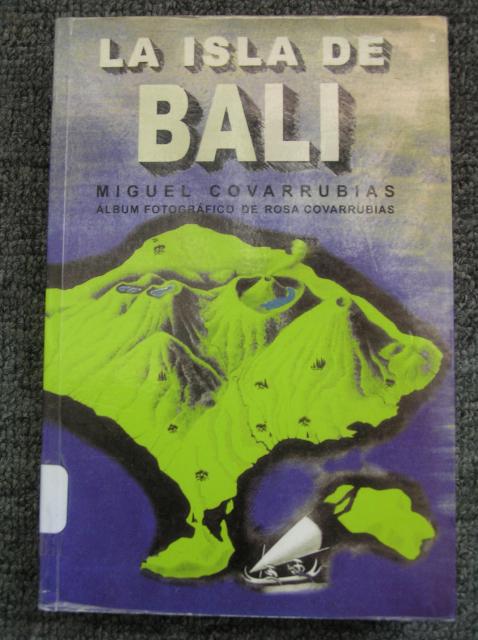 LA ISLA DE
BALI
MIGUEL COVARRUBIAS
ÁLBUM FOTOGRÁFICO DE ROSA COVARRUBIAS